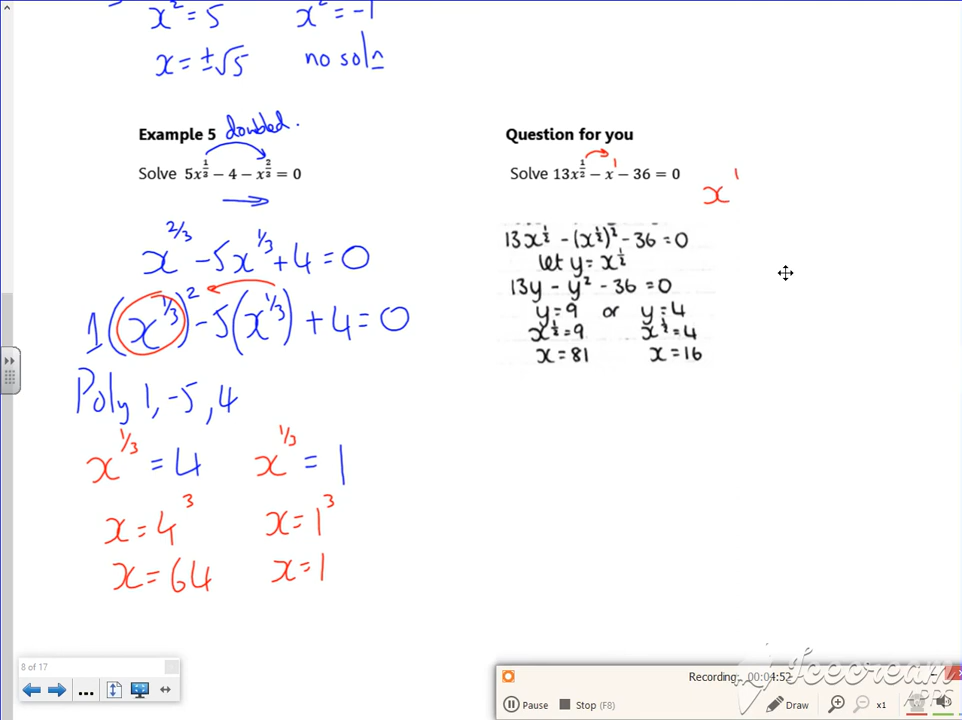 x² = 5    x² = -1
x = ±√5    no solⁿ
Example 5 doubled.
Solve 5x^{1/3} − 4 − x^{2/3} = 0
x^{2/3} - 5x^{1/3} + 4 = 0
1(x^{1/3})² - 5(x^{1/3}) + 4 = 0
Poly 1, -5, 4
x^{1/3} = 4    x^{1/3} = 1
x = 4³    x = 1³
x = 64    x = 1
Question for you
Solve 13x^{1/2} − x¹ − 36 = 0
x¹
13x^{1/2} - (x^{1/2})² - 36 = 0
let y = x^{1/2}
13y - y² - 36 = 0
y = 9 or y = 4
x^{1/2} = 9    x^{1/2} = 4
x = 81    x = 16
8 of 17
...
Recording: 00:04:52
Pause Stop (F8) Draw x1
Icecream
APPS